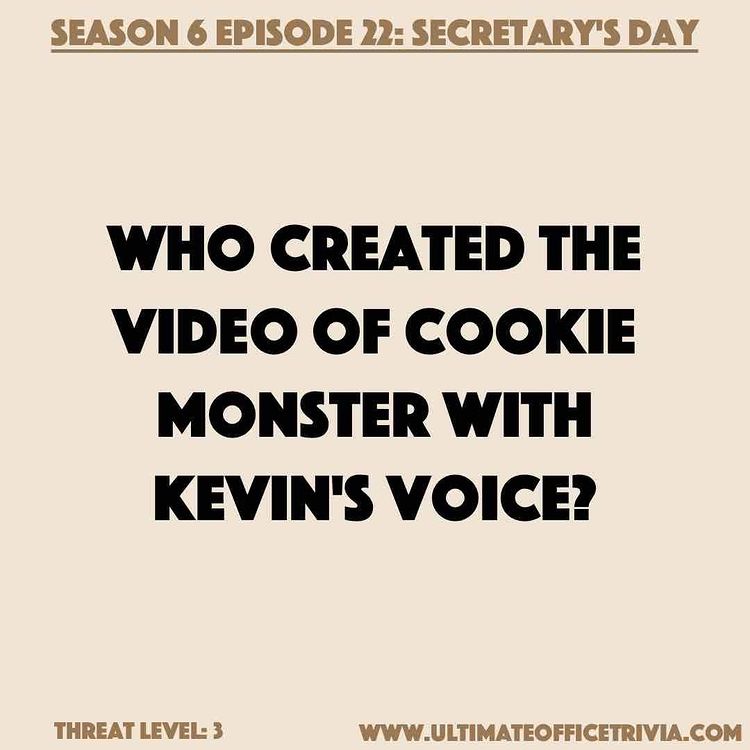 SEASON 6 EPISODE 22: SECRETARY'S DAY
WHO CREATED THE
VIDEO OF COOKIE
MONSTER WITH
KEVIN'S VOICE?
THREAT LEVEL: 3
WWW.ULTIMATEOFFICETRIVIA.COM